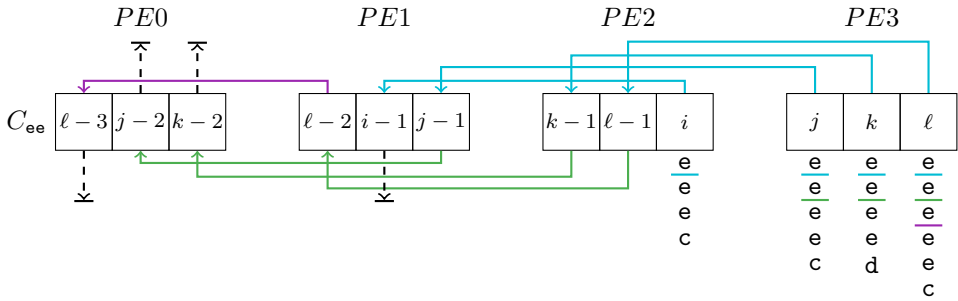 PE0 PE1 PE2 PE3
C_ee ℓ − 3 j − 2 k − 2 ℓ − 2 i − 1 j − 1 k − 1 ℓ − 1 i j k ℓ
e e e e
e e e e
e e e e
c e e e
c d c